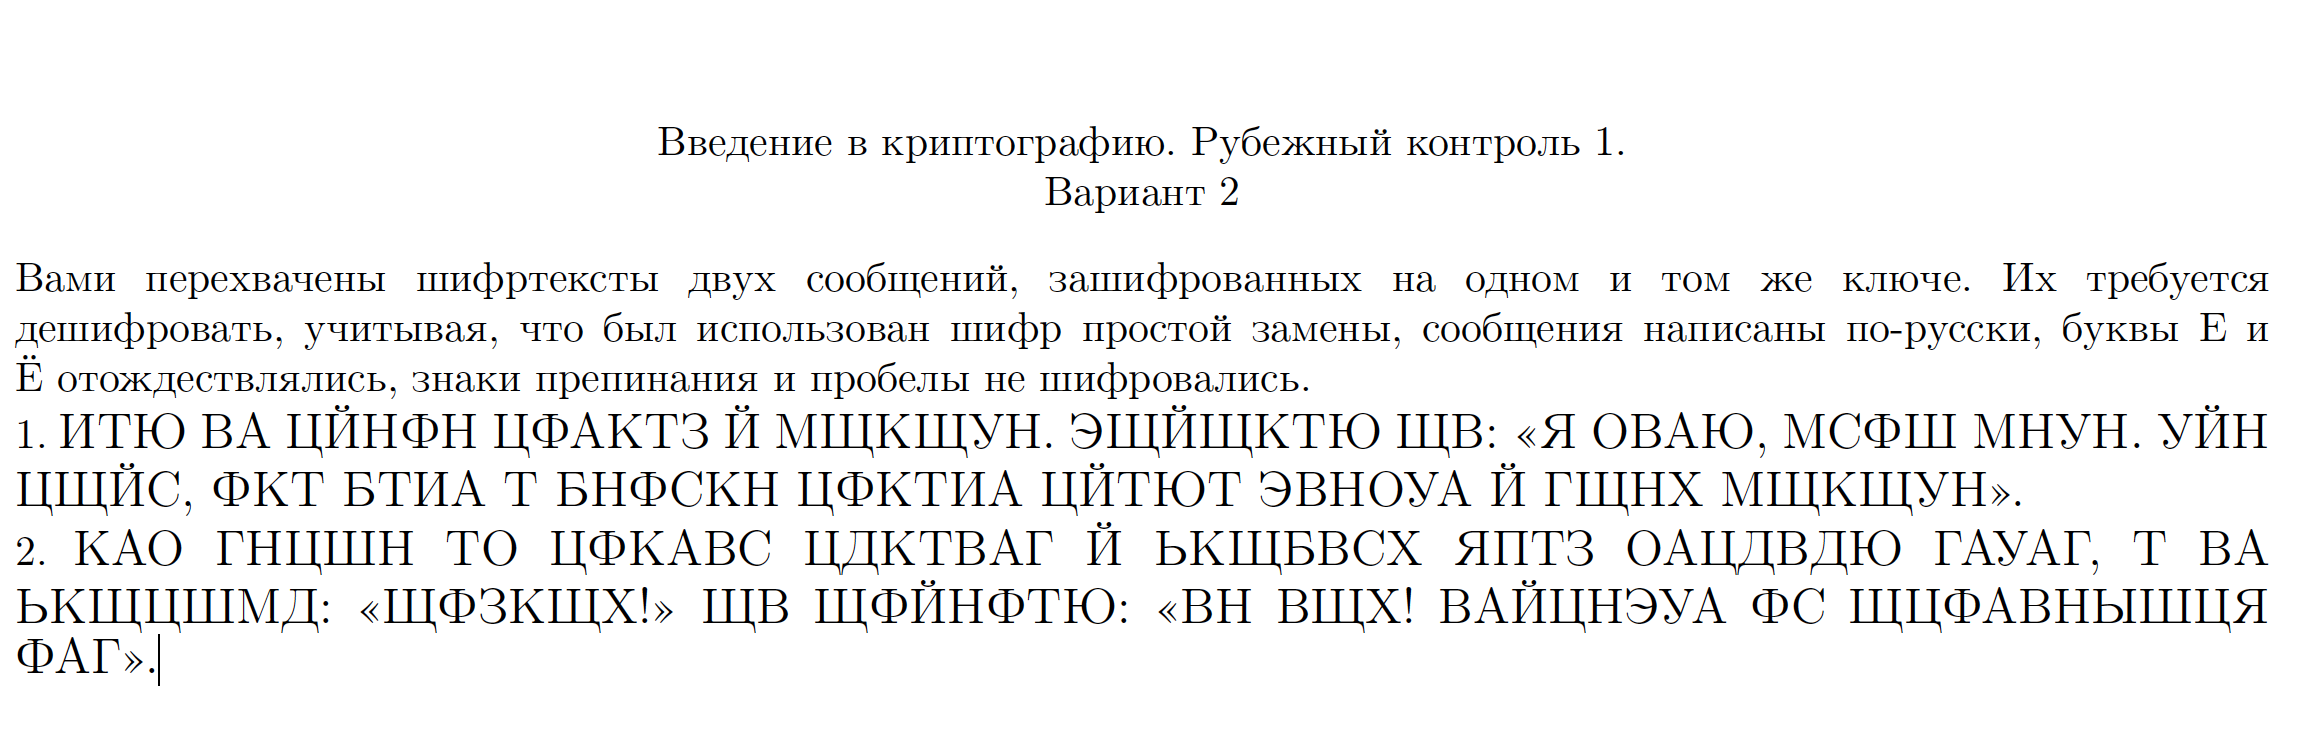 Введение в криптографию. Рубежный контроль 1.
Вариант 2
Вами перехвачены шифртексты двух сообщений, зашифрованных на одном и том же ключе. Их требуется
дешифровать, учитывая, что был использован шифр простой замены, сообщения написаны по-русски, буквы Е и
Ё отождествлялись, знаки препинания и пробелы не шифровались.
1. ИТЮ ВА ЦЙНФН ЦФАКТЗ Й МЩКЩУН. ЭЩЙЩКТЮ ЩВ: «Я ОВАЮ, МСФШ МНУН. УЙН
ЦЩЙС, ФКТ БТИА Т БНФСКН ЦФКТИА ЦЙТЮТ ЭВНОУА Й ГЩНХ МЩКЩУН».
2. КАО ГНЦШН ТО ЦФКАВС ЦДКТВАГ Й ЬКЩБВСХ ЯПТЗ ОАЦДВДЮ ГАУАГ, Т ВА
ЬКЩЦШМД: «ЩФЗКЩХ!» ЩВ ЩФЙНФТЮ: «ВН ВЩХ! ВАЙЦНЭУА ФС ЩЦФАВНЫШЦЯ
ФАГ».